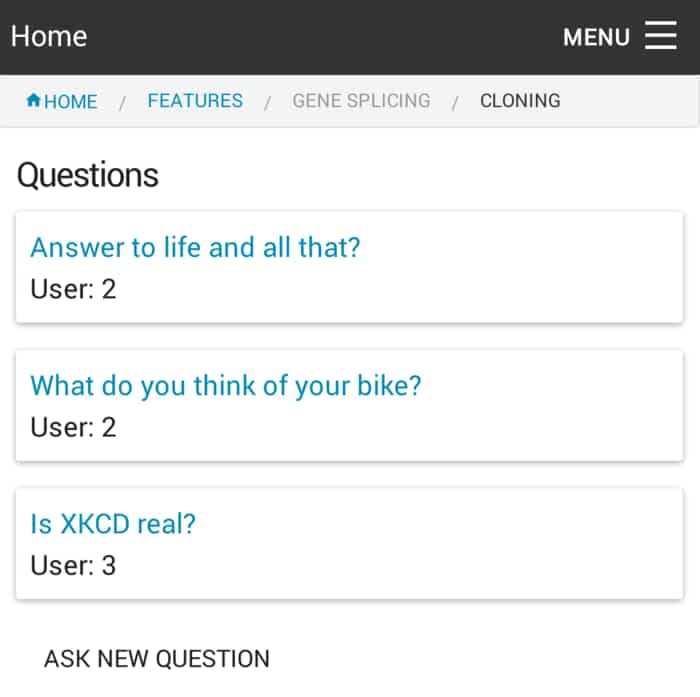 Home MENU
HOME / FEATURES / GENE SPLICING / CLONING
Questions
Answer to life and all that?
User: 2
What do you think of your bike?
User: 2
Is XKCD real?
User: 3
ASK NEW QUESTION